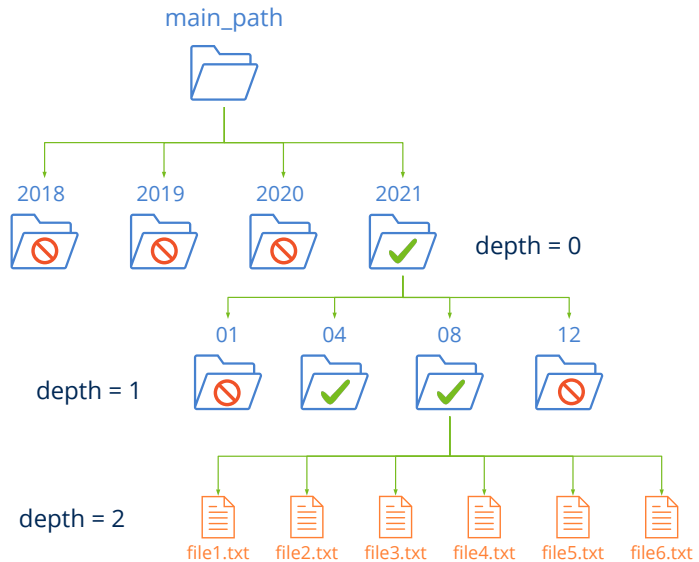 main_path
2018 2019 2020 2021
depth = 0
01 04 08 12
depth = 1
depth = 2
file1.txt file2.txt file3.txt file4.txt file5.txt file6.txt